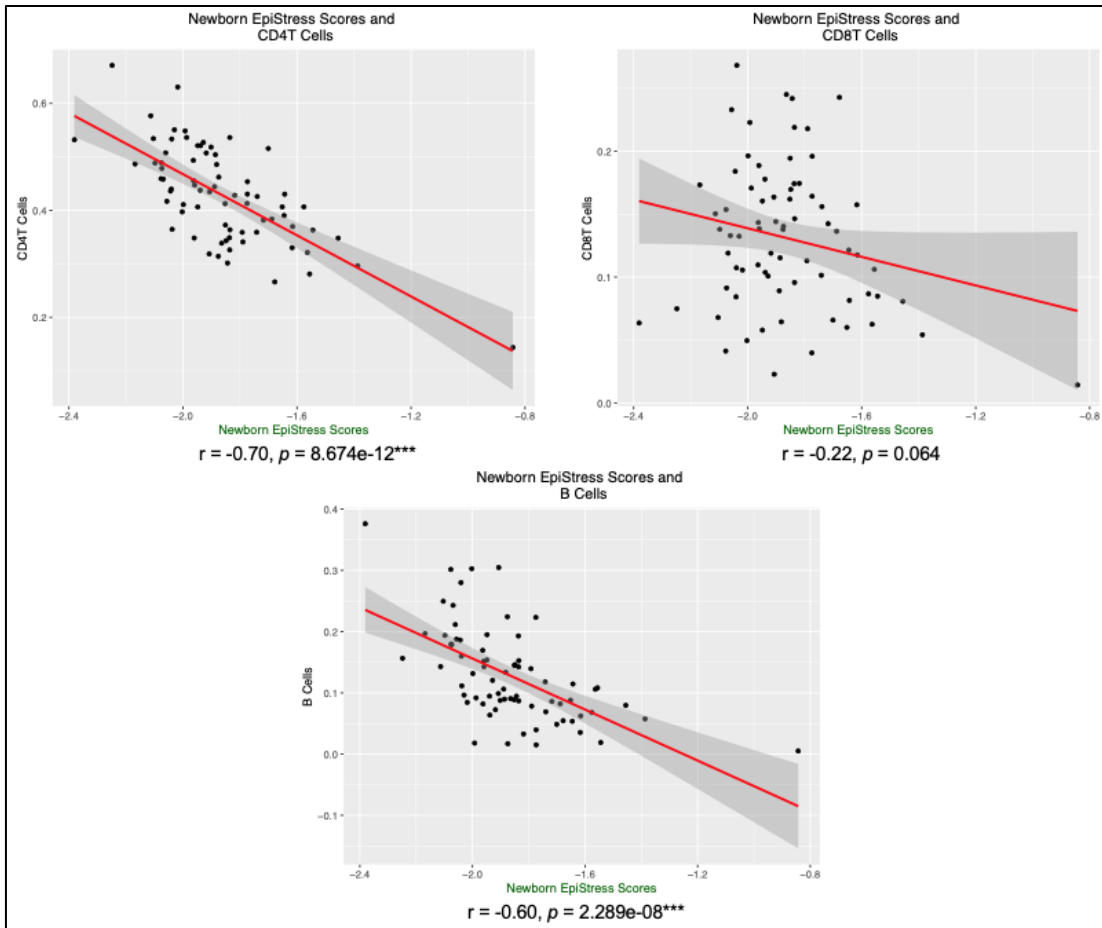 Newborn EpiStress Scores and
CD4T Cells
0.6
0.4
0.2
CD4T Cells
−2.4
−2.0
−1.6
−1.2
−0.8
Newborn EpiStress Scores
r = -0.70, p = 8.674e-12***
Newborn EpiStress Scores and
CD8T Cells
0.2
0.1
0.0
CD8T Cells
−2.4
−2.0
−1.6
−1.2
−0.8
Newborn EpiStress Scores
r = -0.22, p = 0.064
Newborn EpiStress Scores and
B Cells
0.4
0.3
0.2
0.1
0.0
−0.1
B Cells
−2.4
−2.0
−1.6
−1.2
−0.8
Newborn EpiStress Scores
r = -0.60, p = 2.289e-08***